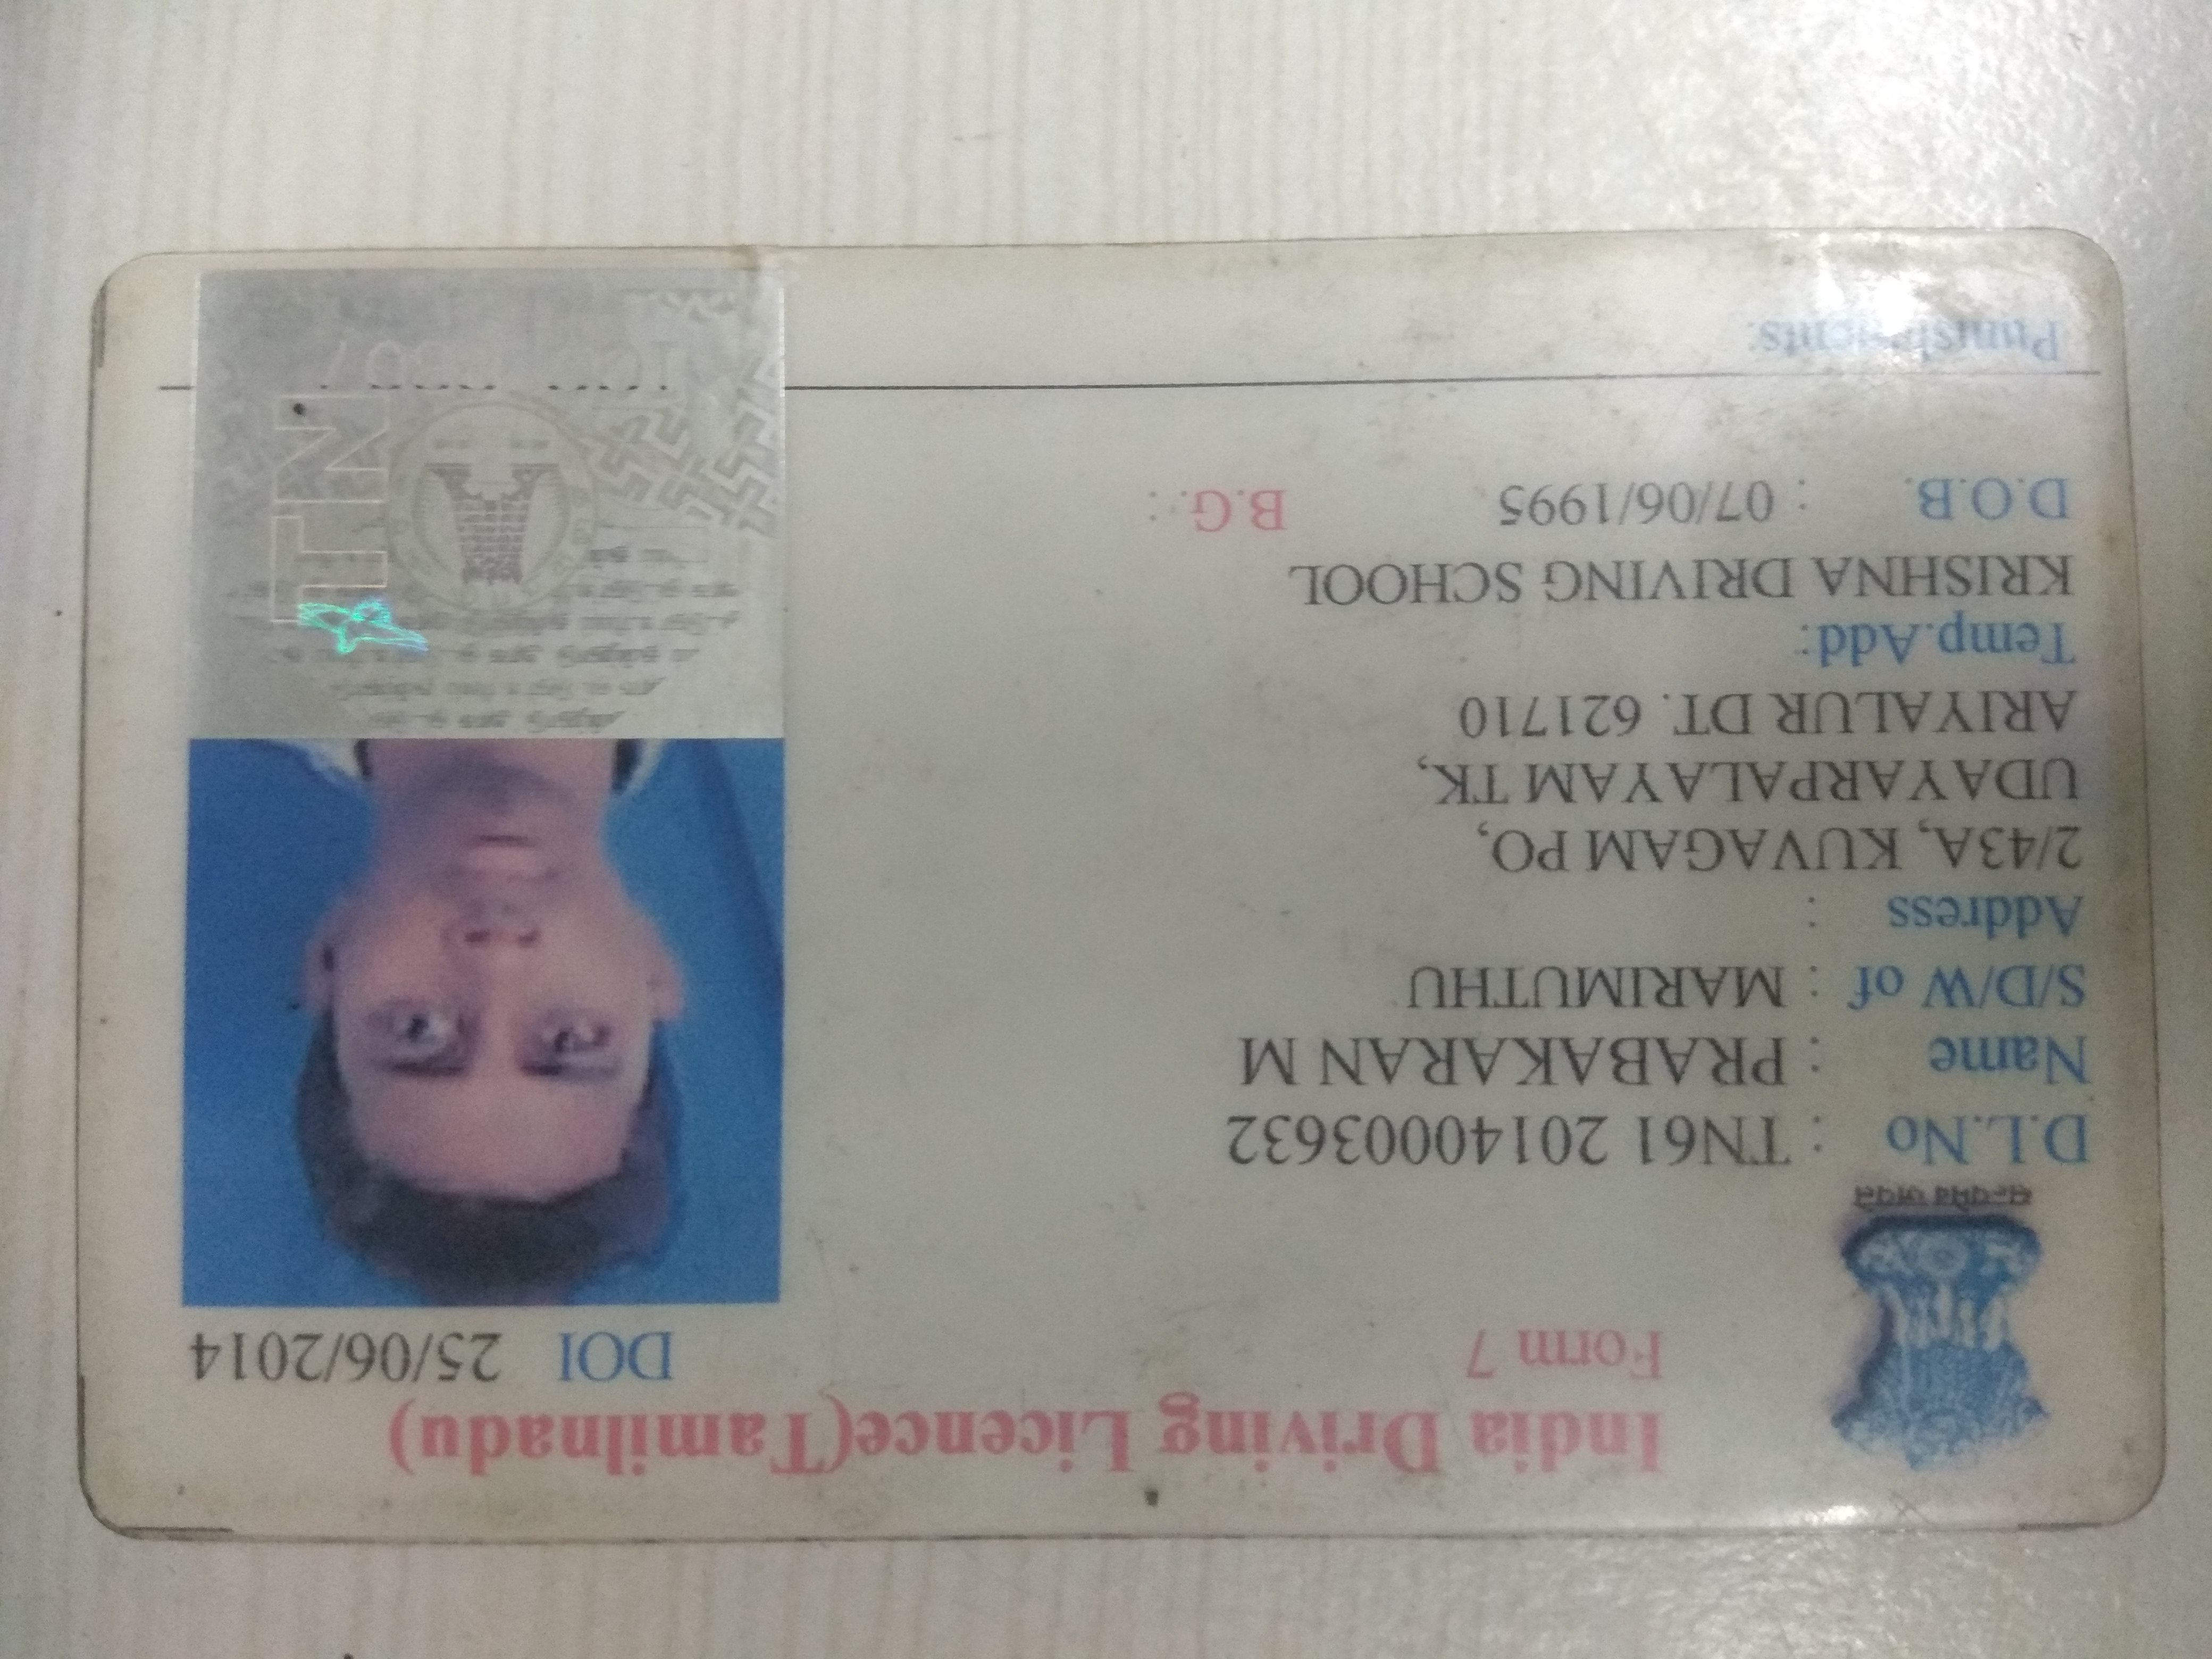 India Driving Licence(Tamilnadu)
Form 7
DOI 25/06/2014
D.L.No : TN61 20140003632
Name : PRABAKARAN M
S/D/W of : MARIMUTHU
Address :
2/43A, KUVAGAM PO,
UDAYARPALAYAM TK,
ARIYALUR DT. 621710
Temp.Add:
KRISHNA DRIVING SCHOOL
D.O.B. : 07/06/1995 B.G. :
Punishments:
TN